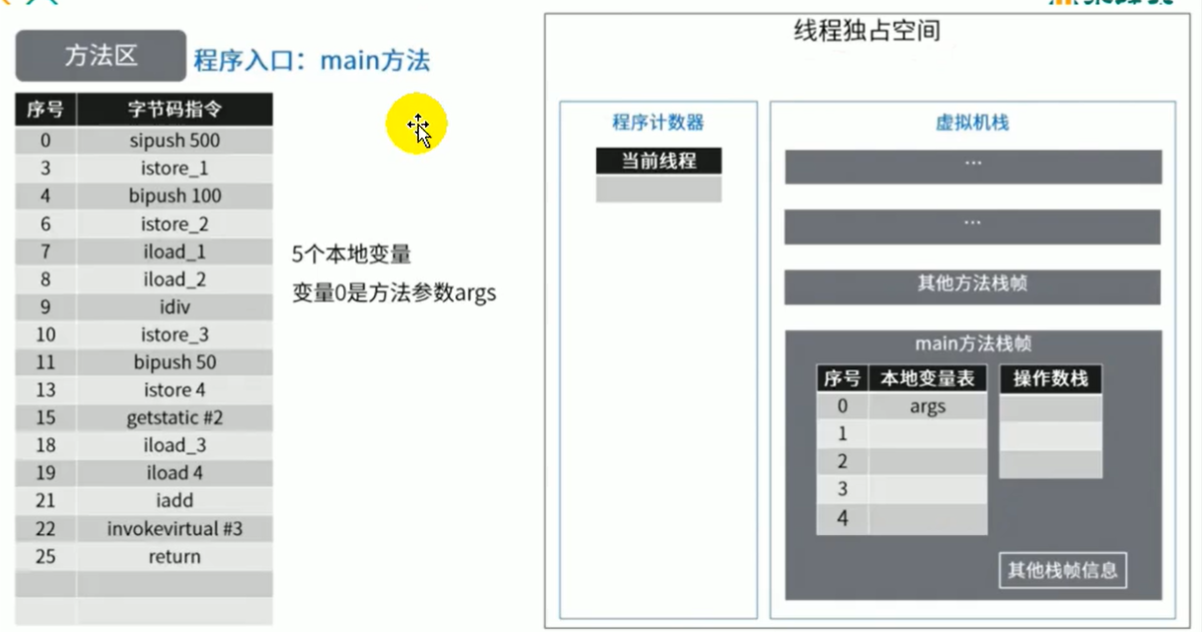 方法区
程序入口：main方法
序号 字节码指令
0 sipush 500
3 istore_1
4 bipush 100
6 istore_2
7 iload_1
8 iload_2
9 idiv
10 istore_3
11 bipush 50
13 istore 4
15 getstatic #2
18 iload_3
19 iload 4
21 iadd
22 invokevirtual #3
25 return
5个本地变量
变量0是方法参数args
线程独占空间
程序计数器
当前线程
虚拟机栈
...
...
其他方法栈帧
main方法栈帧
序号 本地变量表
0 args
1
2
3
4
操作数栈
其他栈帧信息